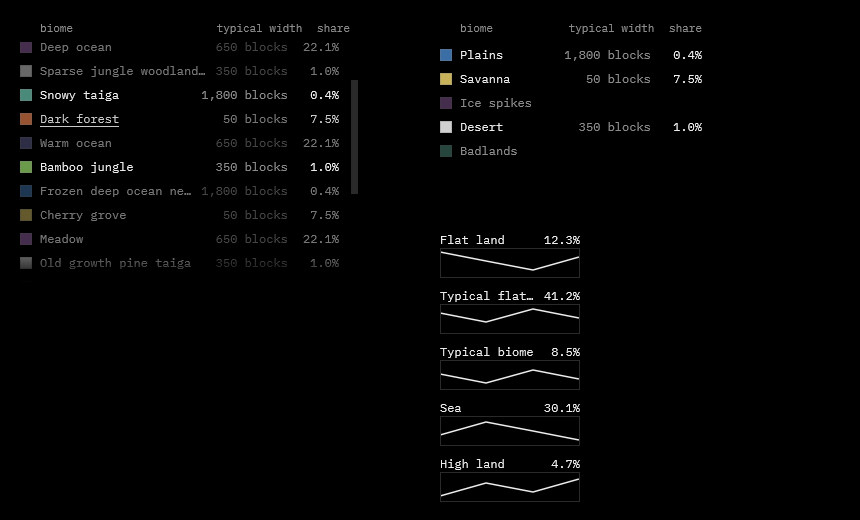 biome typical width share
Deep ocean 650 blocks 22.1%
Sparse jungle woodland… 350 blocks 1.0%
Snowy taiga 1,800 blocks 0.4%
Dark forest 50 blocks 7.5%
Warm ocean 650 blocks 22.1%
Bamboo jungle 350 blocks 1.0%
Frozen deep ocean ne… 1,800 blocks 0.4%
Cherry grove 50 blocks 7.5%
Meadow 650 blocks 22.1%
Old growth pine taiga 350 blocks 1.0%
biome typical width share
Plains 1,800 blocks 0.4%
Savanna 50 blocks 7.5%
Ice spikes
Desert 350 blocks 1.0%
Badlands
Flat land 12.3%
Typical flat… 41.2%
Typical biome 8.5%
Sea 30.1%
High land 4.7%